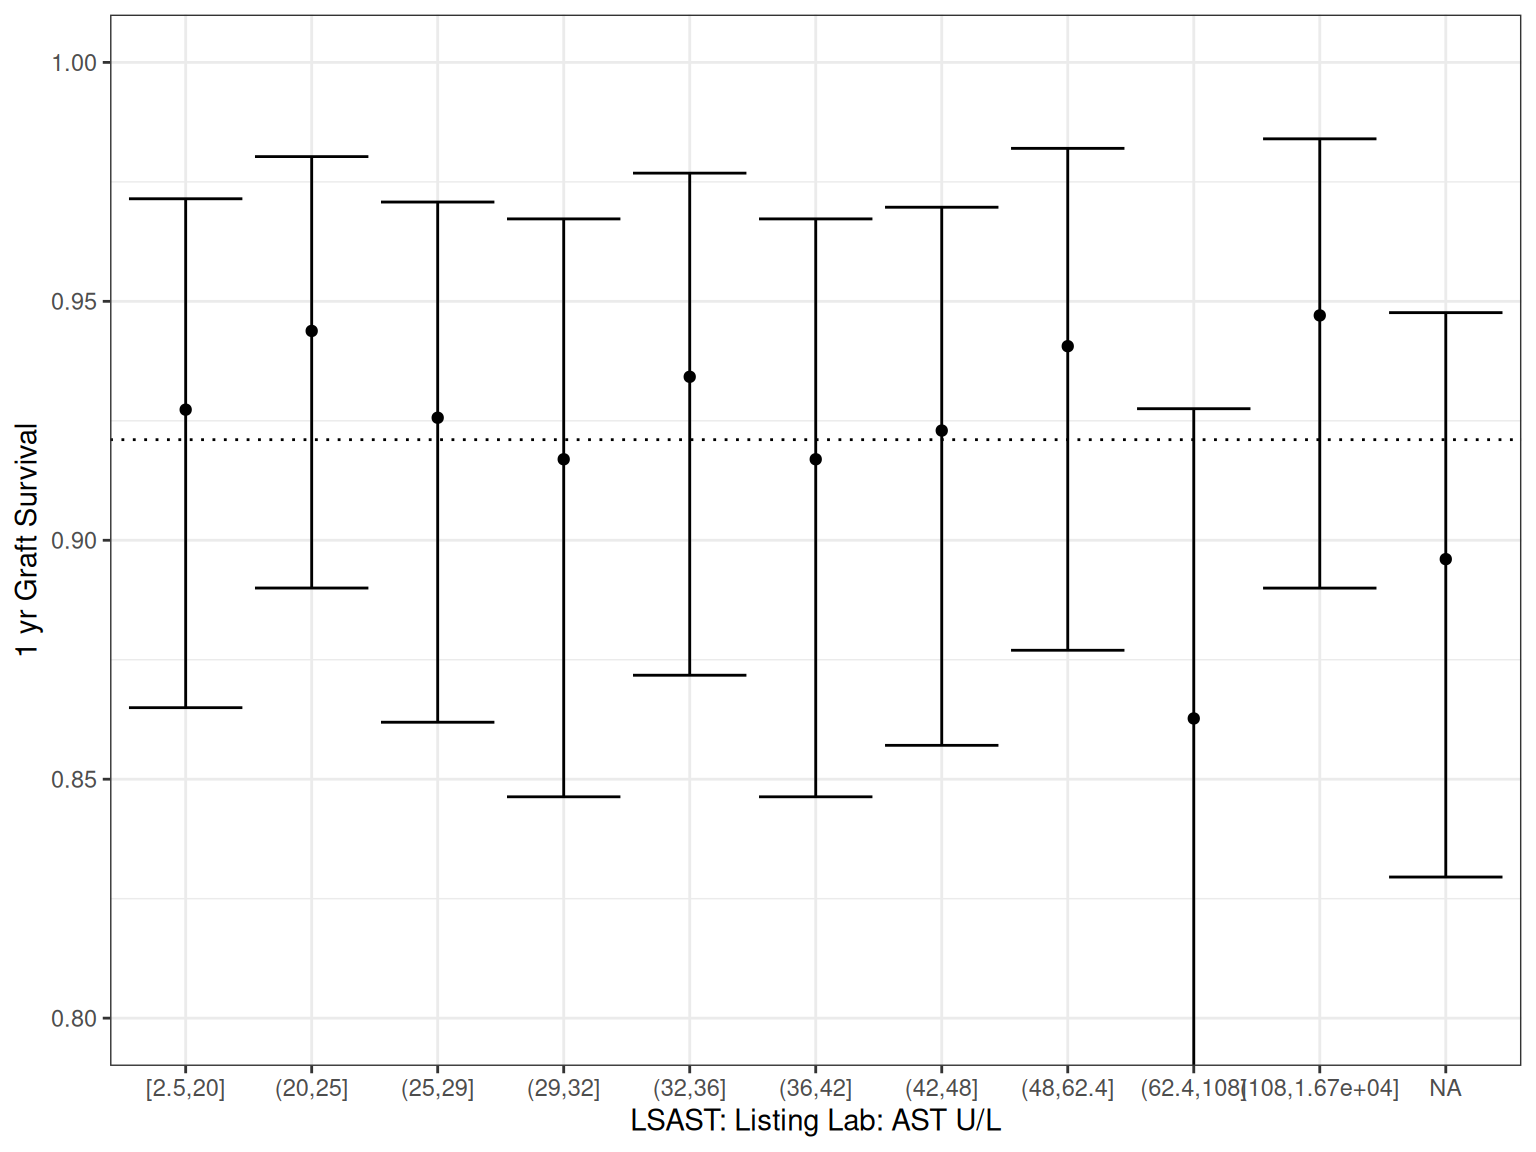 1.00
0.95
0.90
0.85
0.80
1 yr Graft Survival
[2.5,20] (20,25] (25,29] (29,32] (32,36] (36,42] (42,48] (48,62.4] (62.4,108] (108,1.67e+04] NA
LSAST: Listing Lab: AST U/L